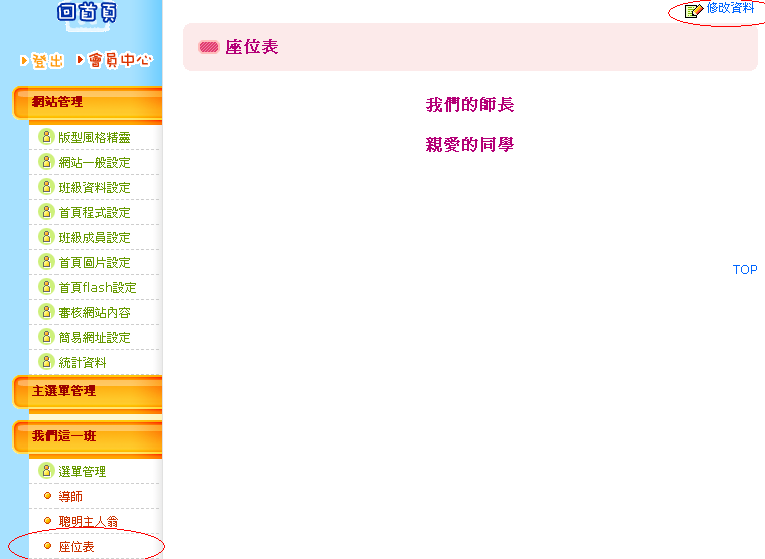 回首頁
登出 會員中心
網站管理
版型風格精靈
網站一般設定
班級資料設定
首頁程式設定
班級成員設定
首頁圖片設定
首頁flash設定
審核網站內容
簡易網址設定
統計資料
主選單管理
我們這一班
選單管理
導師
聰明主人翁
座位表
修改資料
座位表
我們的師長
親愛的同學
TOP